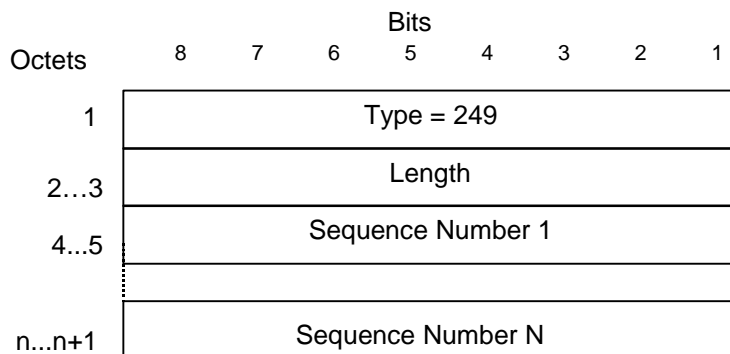 Bits
Octets 8 7 6 5 4 3 2 1
1 Type = 249
2…3 Length
4...5 Sequence Number 1
n...n+1 Sequence Number N